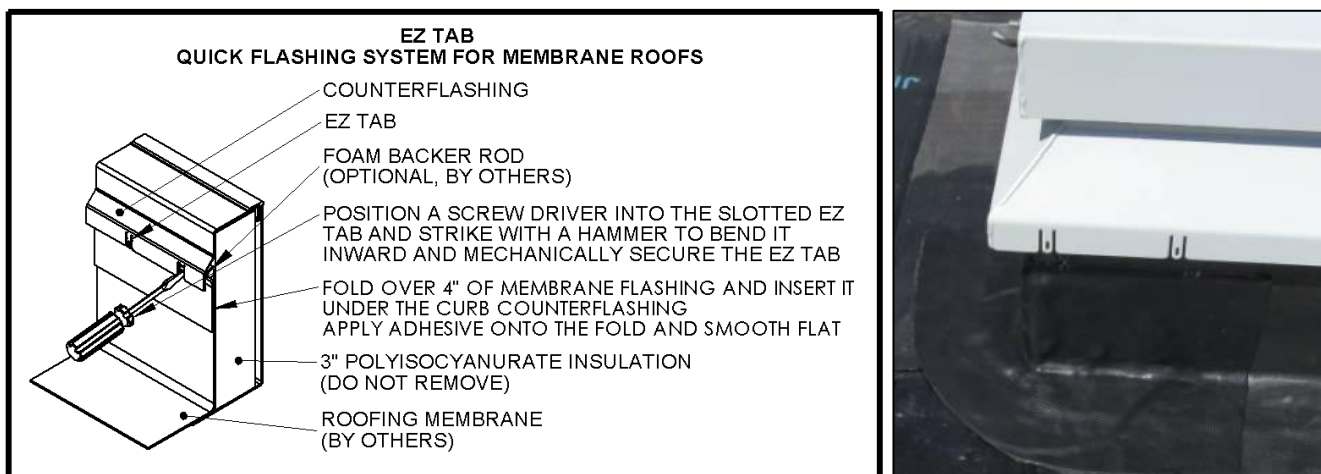 EZ TAB
QUICK FLASHING SYSTEM FOR MEMBRANE ROOFS
COUNTERFLASHING
EZ TAB
FOAM BACKER ROD
(OPTIONAL, BY OTHERS)
POSITION A SCREW DRIVER INTO THE SLOTTED EZ
TAB AND STRIKE WITH A HAMMER TO BEND IT
INWARD AND MECHANICALLY SECURE THE EZ TAB
FOLD OVER 4" OF MEMBRANE FLASHING AND INSERT IT
UNDER THE CURB COUNTERFLASHING
APPLY ADHESIVE ONTO THE FOLD AND SMOOTH FLAT
3" POLYISOCYANURATE INSULATION
(DO NOT REMOVE)
ROOFING MEMBRANE
(BY OTHERS)